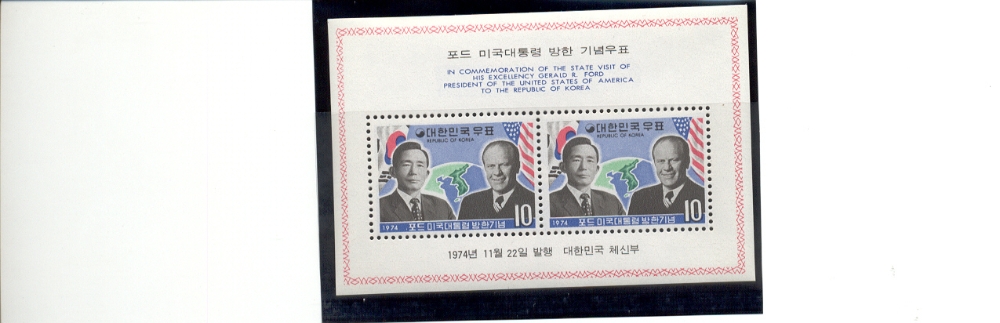 포드 미국대통령 방한 기념우표
IN COMMEMORATION OF THE STATE VISIT OF
HIS EXCELLENCY GERALD R. FORD
PRESIDENT OF THE UNITED STATES OF AMERICA
TO THE REPUBLIC OF KOREA
대한민국우표
REPUBLIC OF KOREA
1974 포드 미국대통령 방한기념 10
대한민국우표
REPUBLIC OF KOREA
1974 포드 미국대통령 방한기념 10
1974년 11월 22일 발행 대한민국 체신부